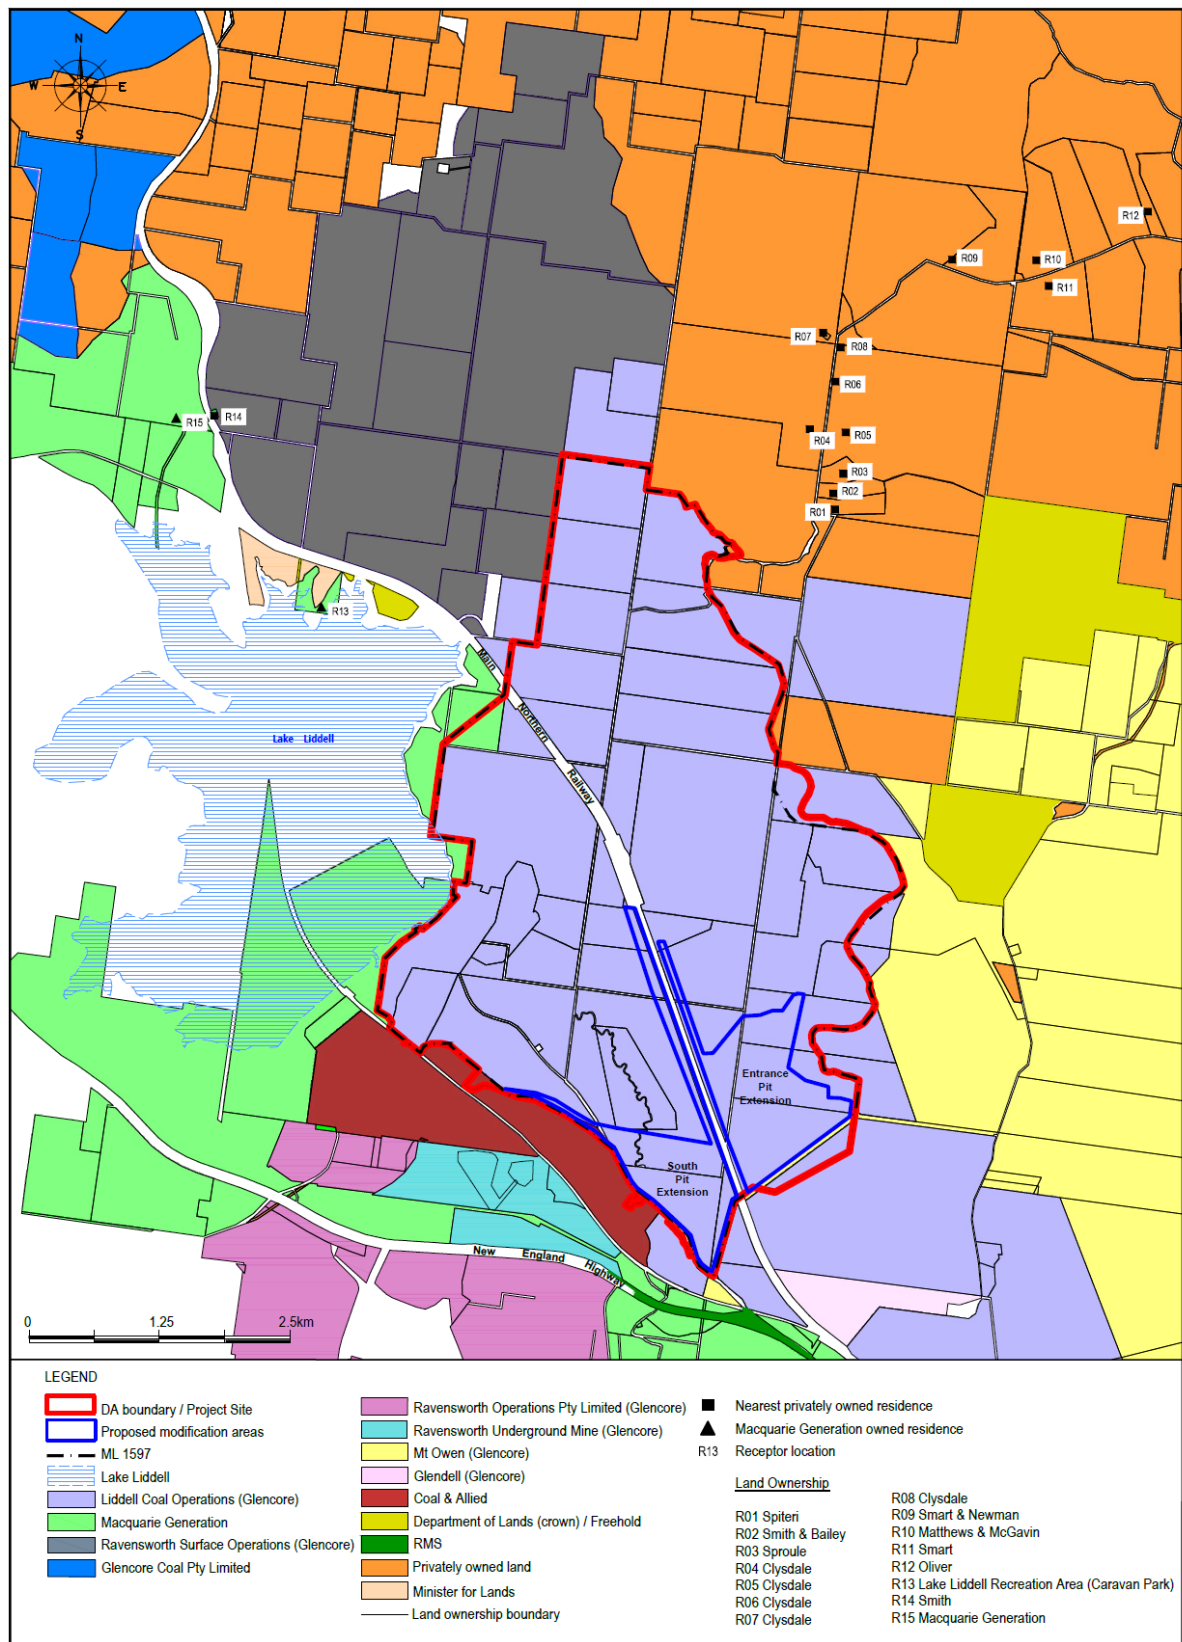 N
W
E
S
R12
R09
R10
R11
R07
R08
R06
R15
R14
R04
R05
R03
R02
R01
R13
Main
Northern
Railway
Lake Liddell
Entrance
Pit
Extension
South
Pit
Extension
New England
Highway
0
1.25
2.5km
LEGEND
DA boundary / Project Site
Proposed modification areas
ML 1597
Lake Liddell
Liddell Coal Operations (Glencore)
Macquarie Generation
Ravensworth Surface Operations (Glencore)
Glencore Coal Pty Limited
Ravensworth Operations Pty Limited (Glencore)
Ravensworth Underground Mine (Glencore)
Mt Owen (Glencore)
Glendell (Glencore)
Coal & Allied
Department of Lands (crown) / Freehold
RMS
Privately owned land
Minister for Lands
Land ownership boundary
Nearest privately owned residence
Macquarie Generation owned residence
R13 Receptor location
Land Ownership
R01 Spiteri
R02 Smith & Bailey
R03 Sproule
R04 Clysdale
R05 Clysdale
R06 Clysdale
R07 Clysdale
R08 Clysdale
R09 Smart & Newman
R10 Matthews & McGavin
R11 Smart
R12 Oliver
R13 Lake Liddell Recreation Area (Caravan Park)
R14 Smith
R15 Macquarie Generation